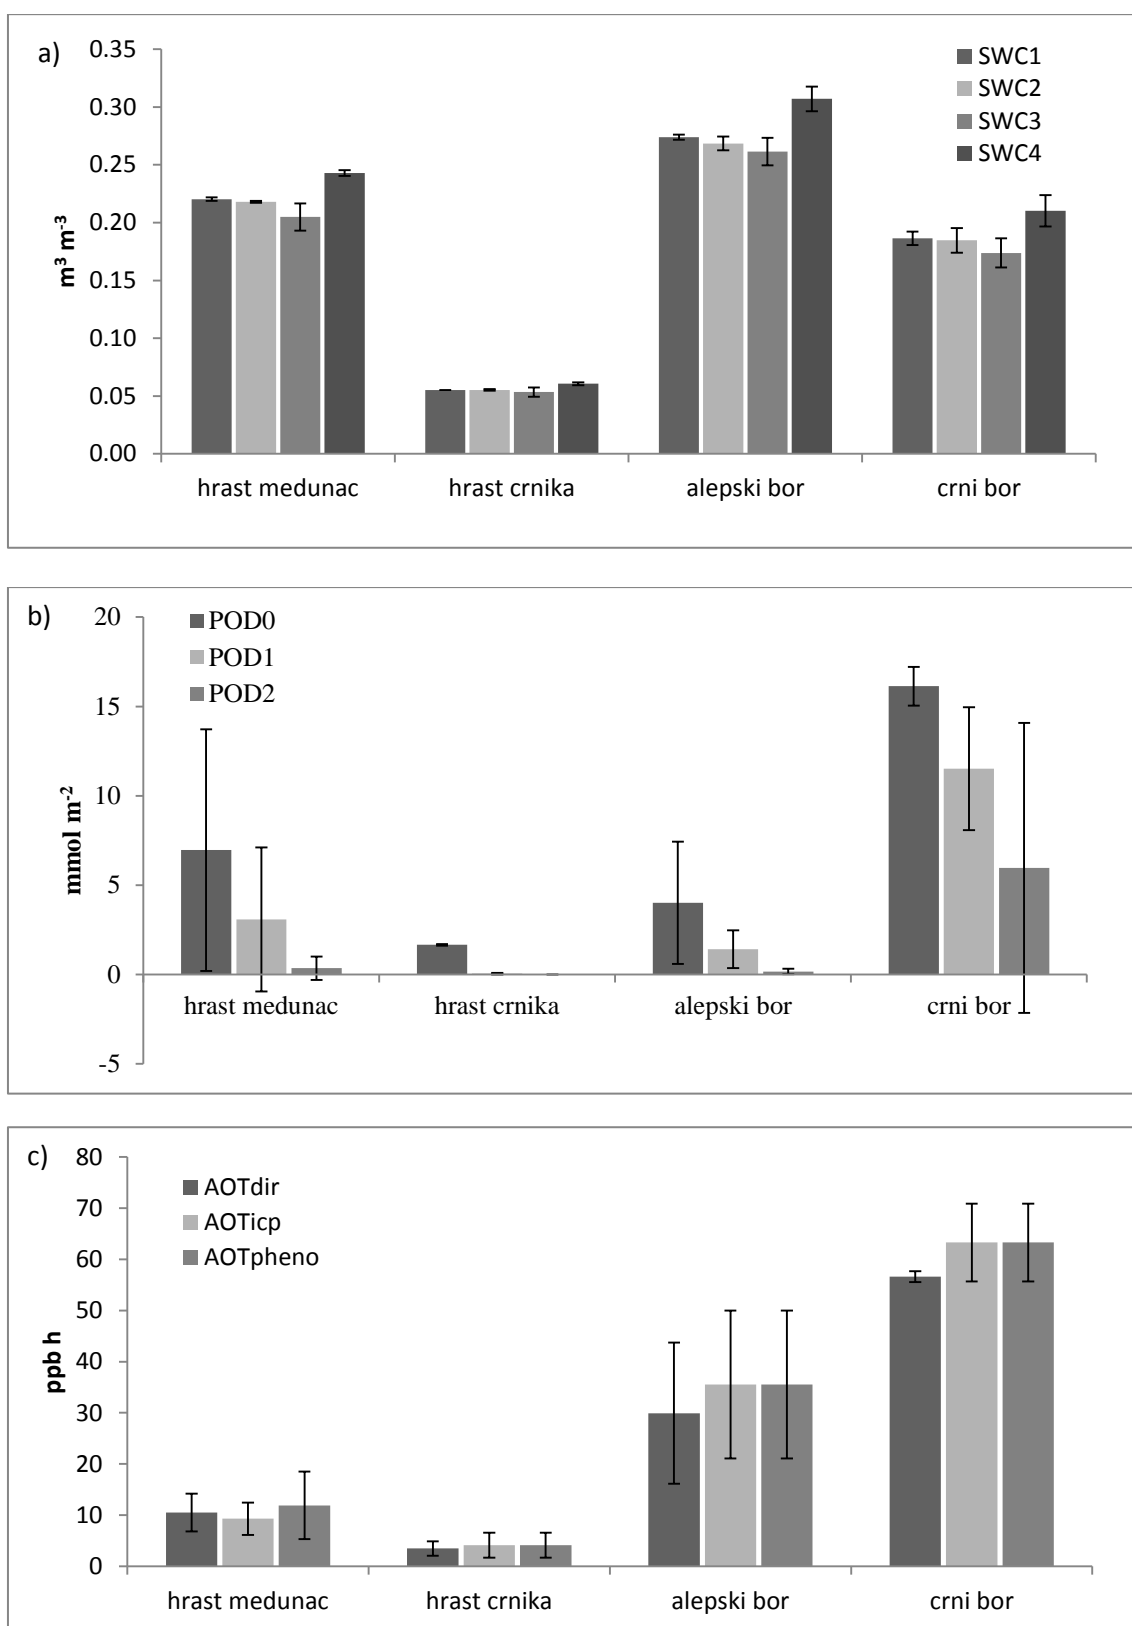 a)
0.35
0.30
0.25
0.20
0.15
0.10
0.05
0.00
m³ m⁻³
SWC1
SWC2
SWC3
SWC4
hrast medunac hrast crnika alepski bor crni bor
b)
20
15
10
5
0
-5
mmol m⁻²
POD0
POD1
POD2
hrast medunac hrast crnika alepski bor crni bor
c)
80
70
60
50
40
30
20
10
0
ppb h
AOTdir
AOTicp
AOTpheno
hrast medunac hrast crnika alepski bor crni bor